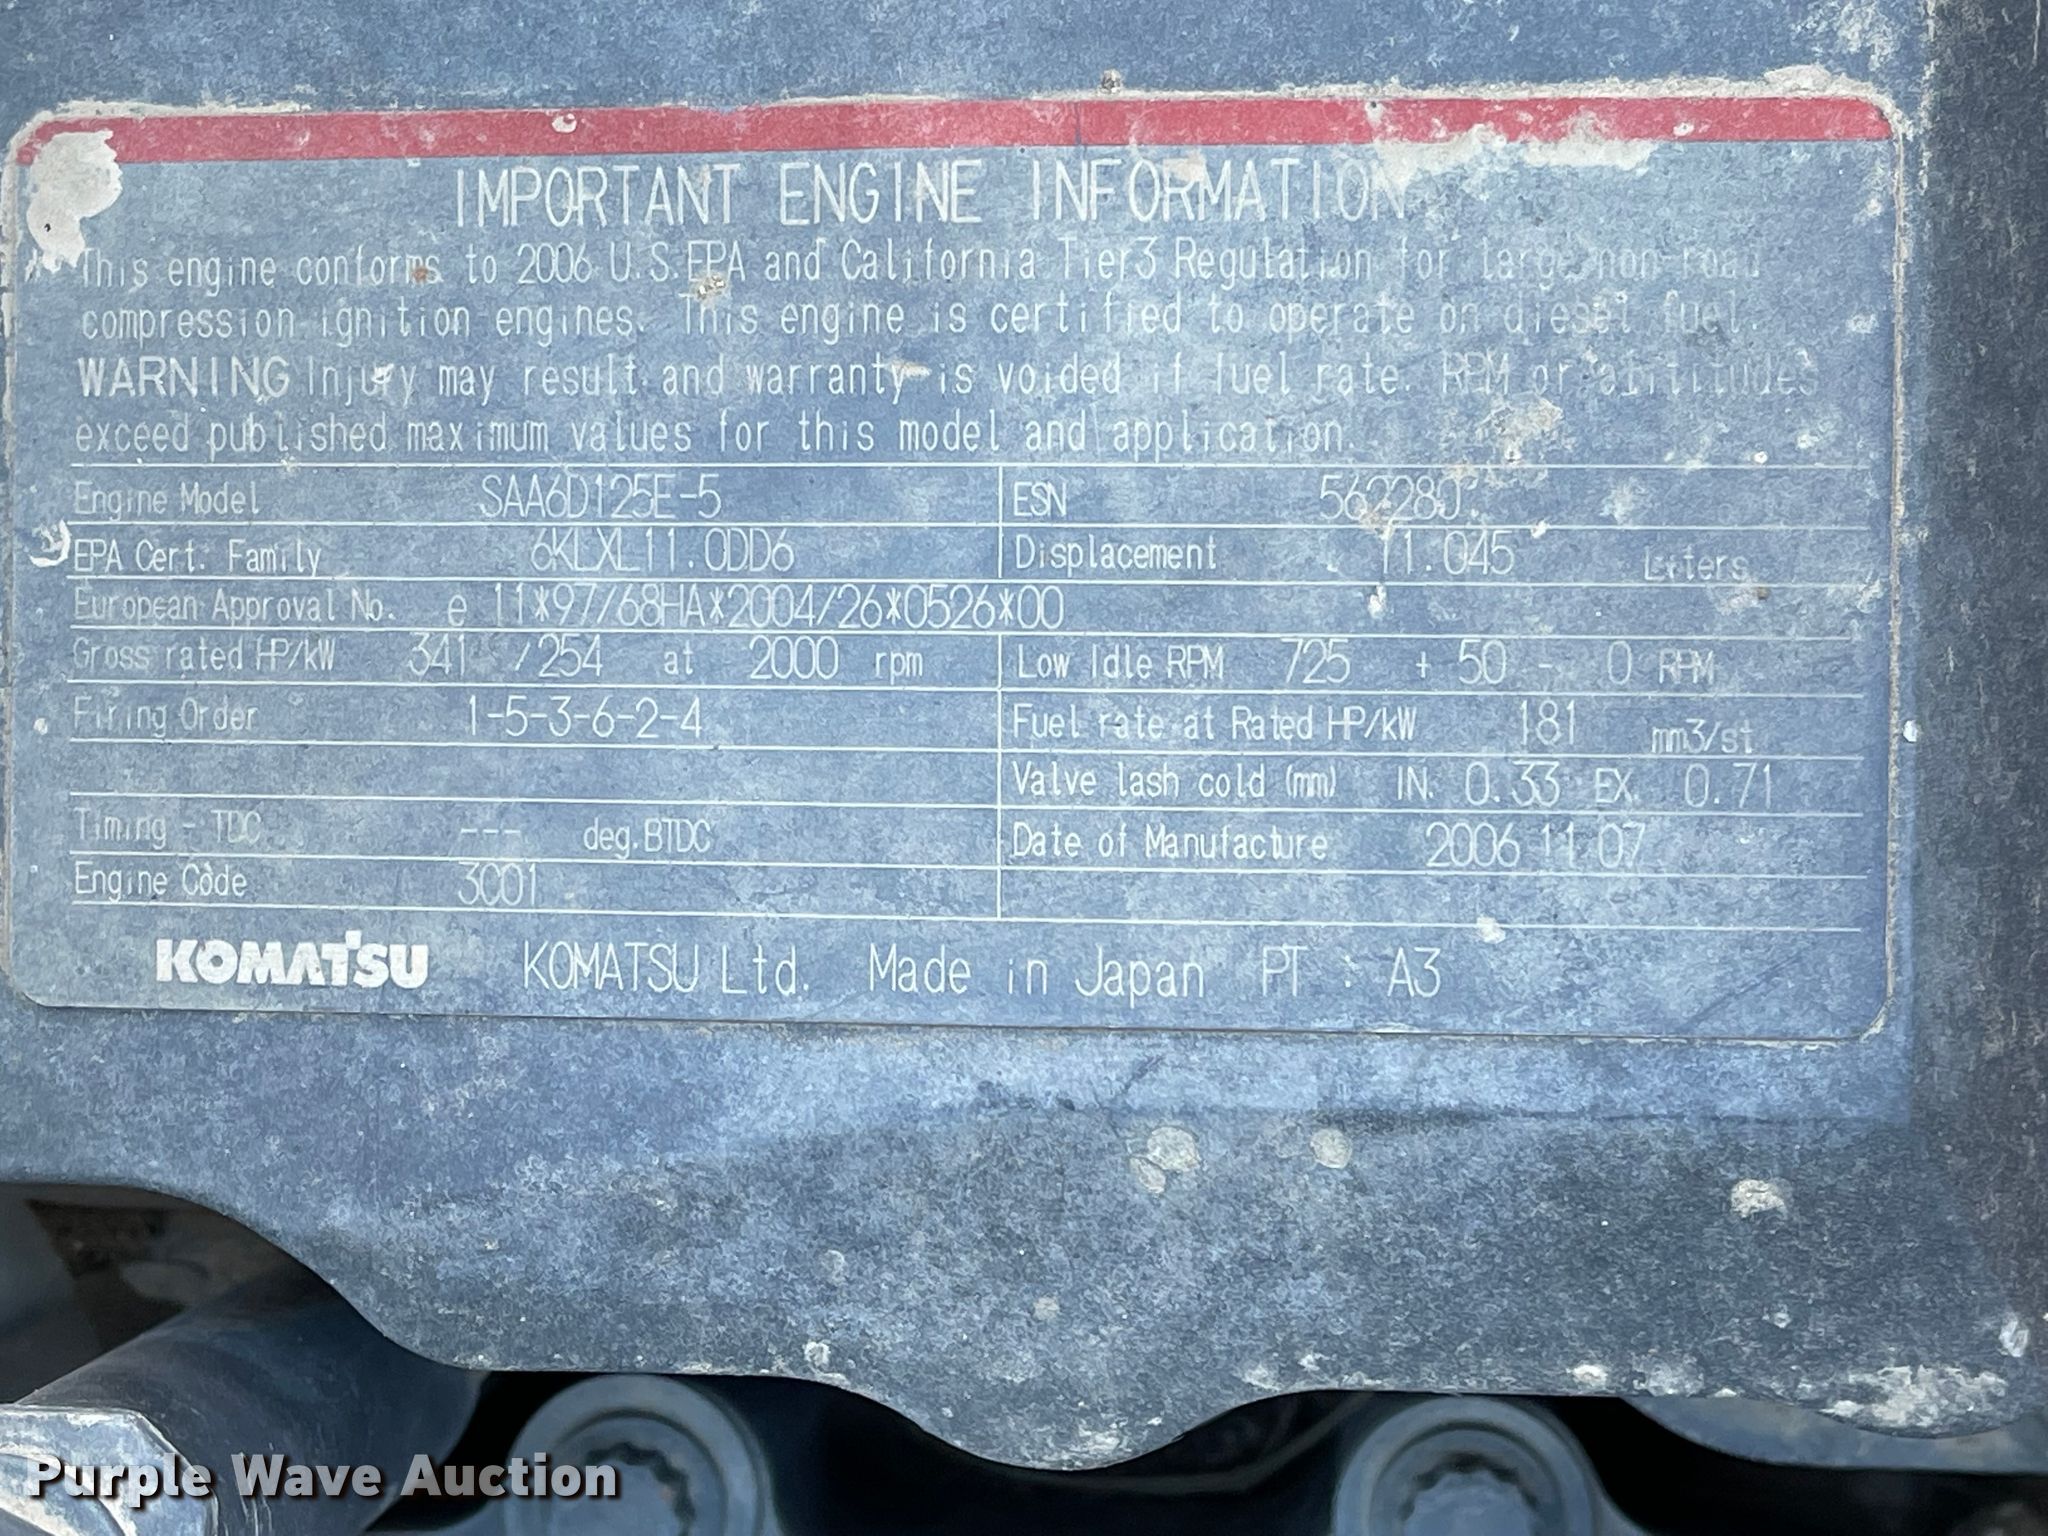 IMPORTANT ENGINE INFORMATION
This engine conforms to 2006 U.S.EPA and California Tier3 Regulation for large non-road
compression ignition engines. This engine is certified to operate on diesel fuel.
WARNING Injury may result and warranty is voided if fuel rate. RPM or altitudes
exceed published maximum values for this model and application.
Engine Model SAA6D125E-5 ESN 562280
EPA Cert. Family 6KLXL11.0DD6 Displacement 11.045 Liters
European Approval No. e 11*97/68HA*2004/26*0526*00
Gross rated HP/kW 341 /254 at 2000 rpm Low Idle RPM 725 + 50 - 0 RPM
Firing Order 1-5-3-6-2-4 Fuel rate at Rated HP/kW 181 mm3/st
Valve lash cold (mm) IN. 0.33 EX. 0.71
Timing - TDC --- deg.BTDC Date of Manufacture 2006 11 07
Engine Code 3C01
KOMATSU KOMATSU Ltd. Made in Japan PT : A3
Purple Wave Auction